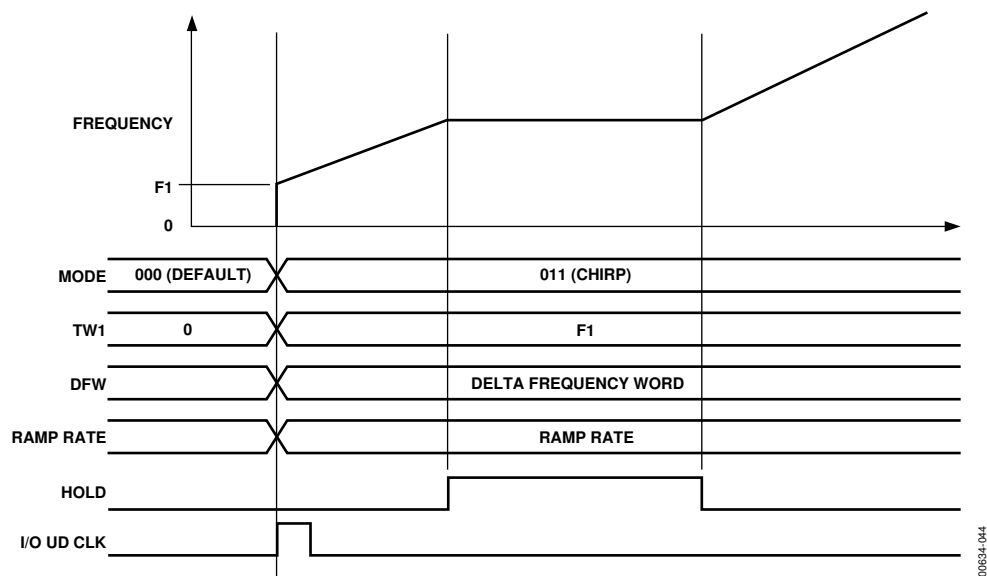 FREQUENCY
F1
0
MODE 000 (DEFAULT) 011 (CHIRP)
TW1 0 F1
DFW DELTA FREQUENCY WORD
RAMP RATE RAMP RATE
HOLD
I/O UD CLK
00634-044